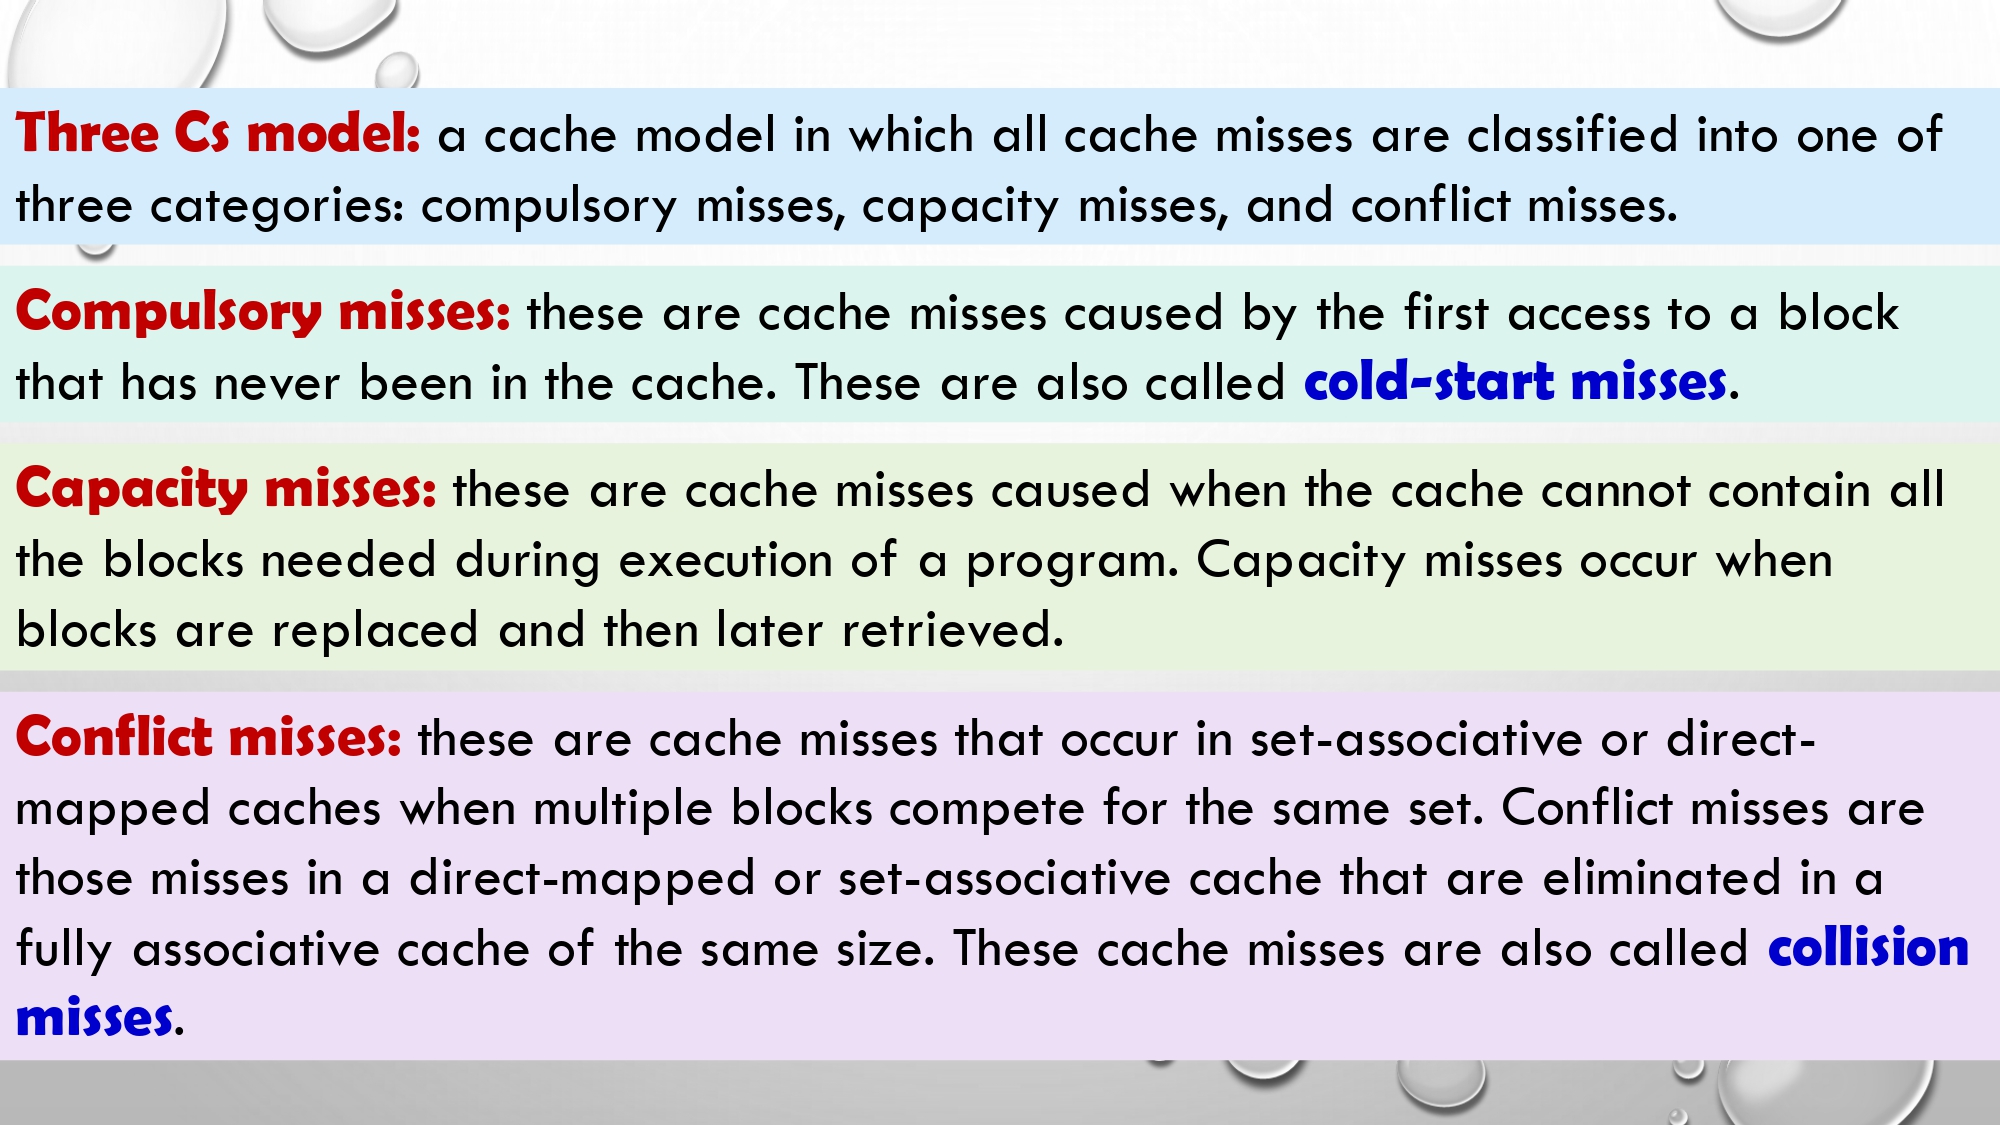 Three Cs model: a cache model in which all cache misses are classified into one of
three categories: compulsory misses, capacity misses, and conflict misses.
Compulsory misses: these are cache misses caused by the first access to a block
that has never been in the cache. These are also called cold-start misses.
Capacity misses: these are cache misses caused when the cache cannot contain all
the blocks needed during execution of a program. Capacity misses occur when
blocks are replaced and then later retrieved.
Conflict misses: these are cache misses that occur in set-associative or direct-
mapped caches when multiple blocks compete for the same set. Conflict misses are
those misses in a direct-mapped or set-associative cache that are eliminated in a
fully associative cache of the same size. These cache misses are also called collision
misses.